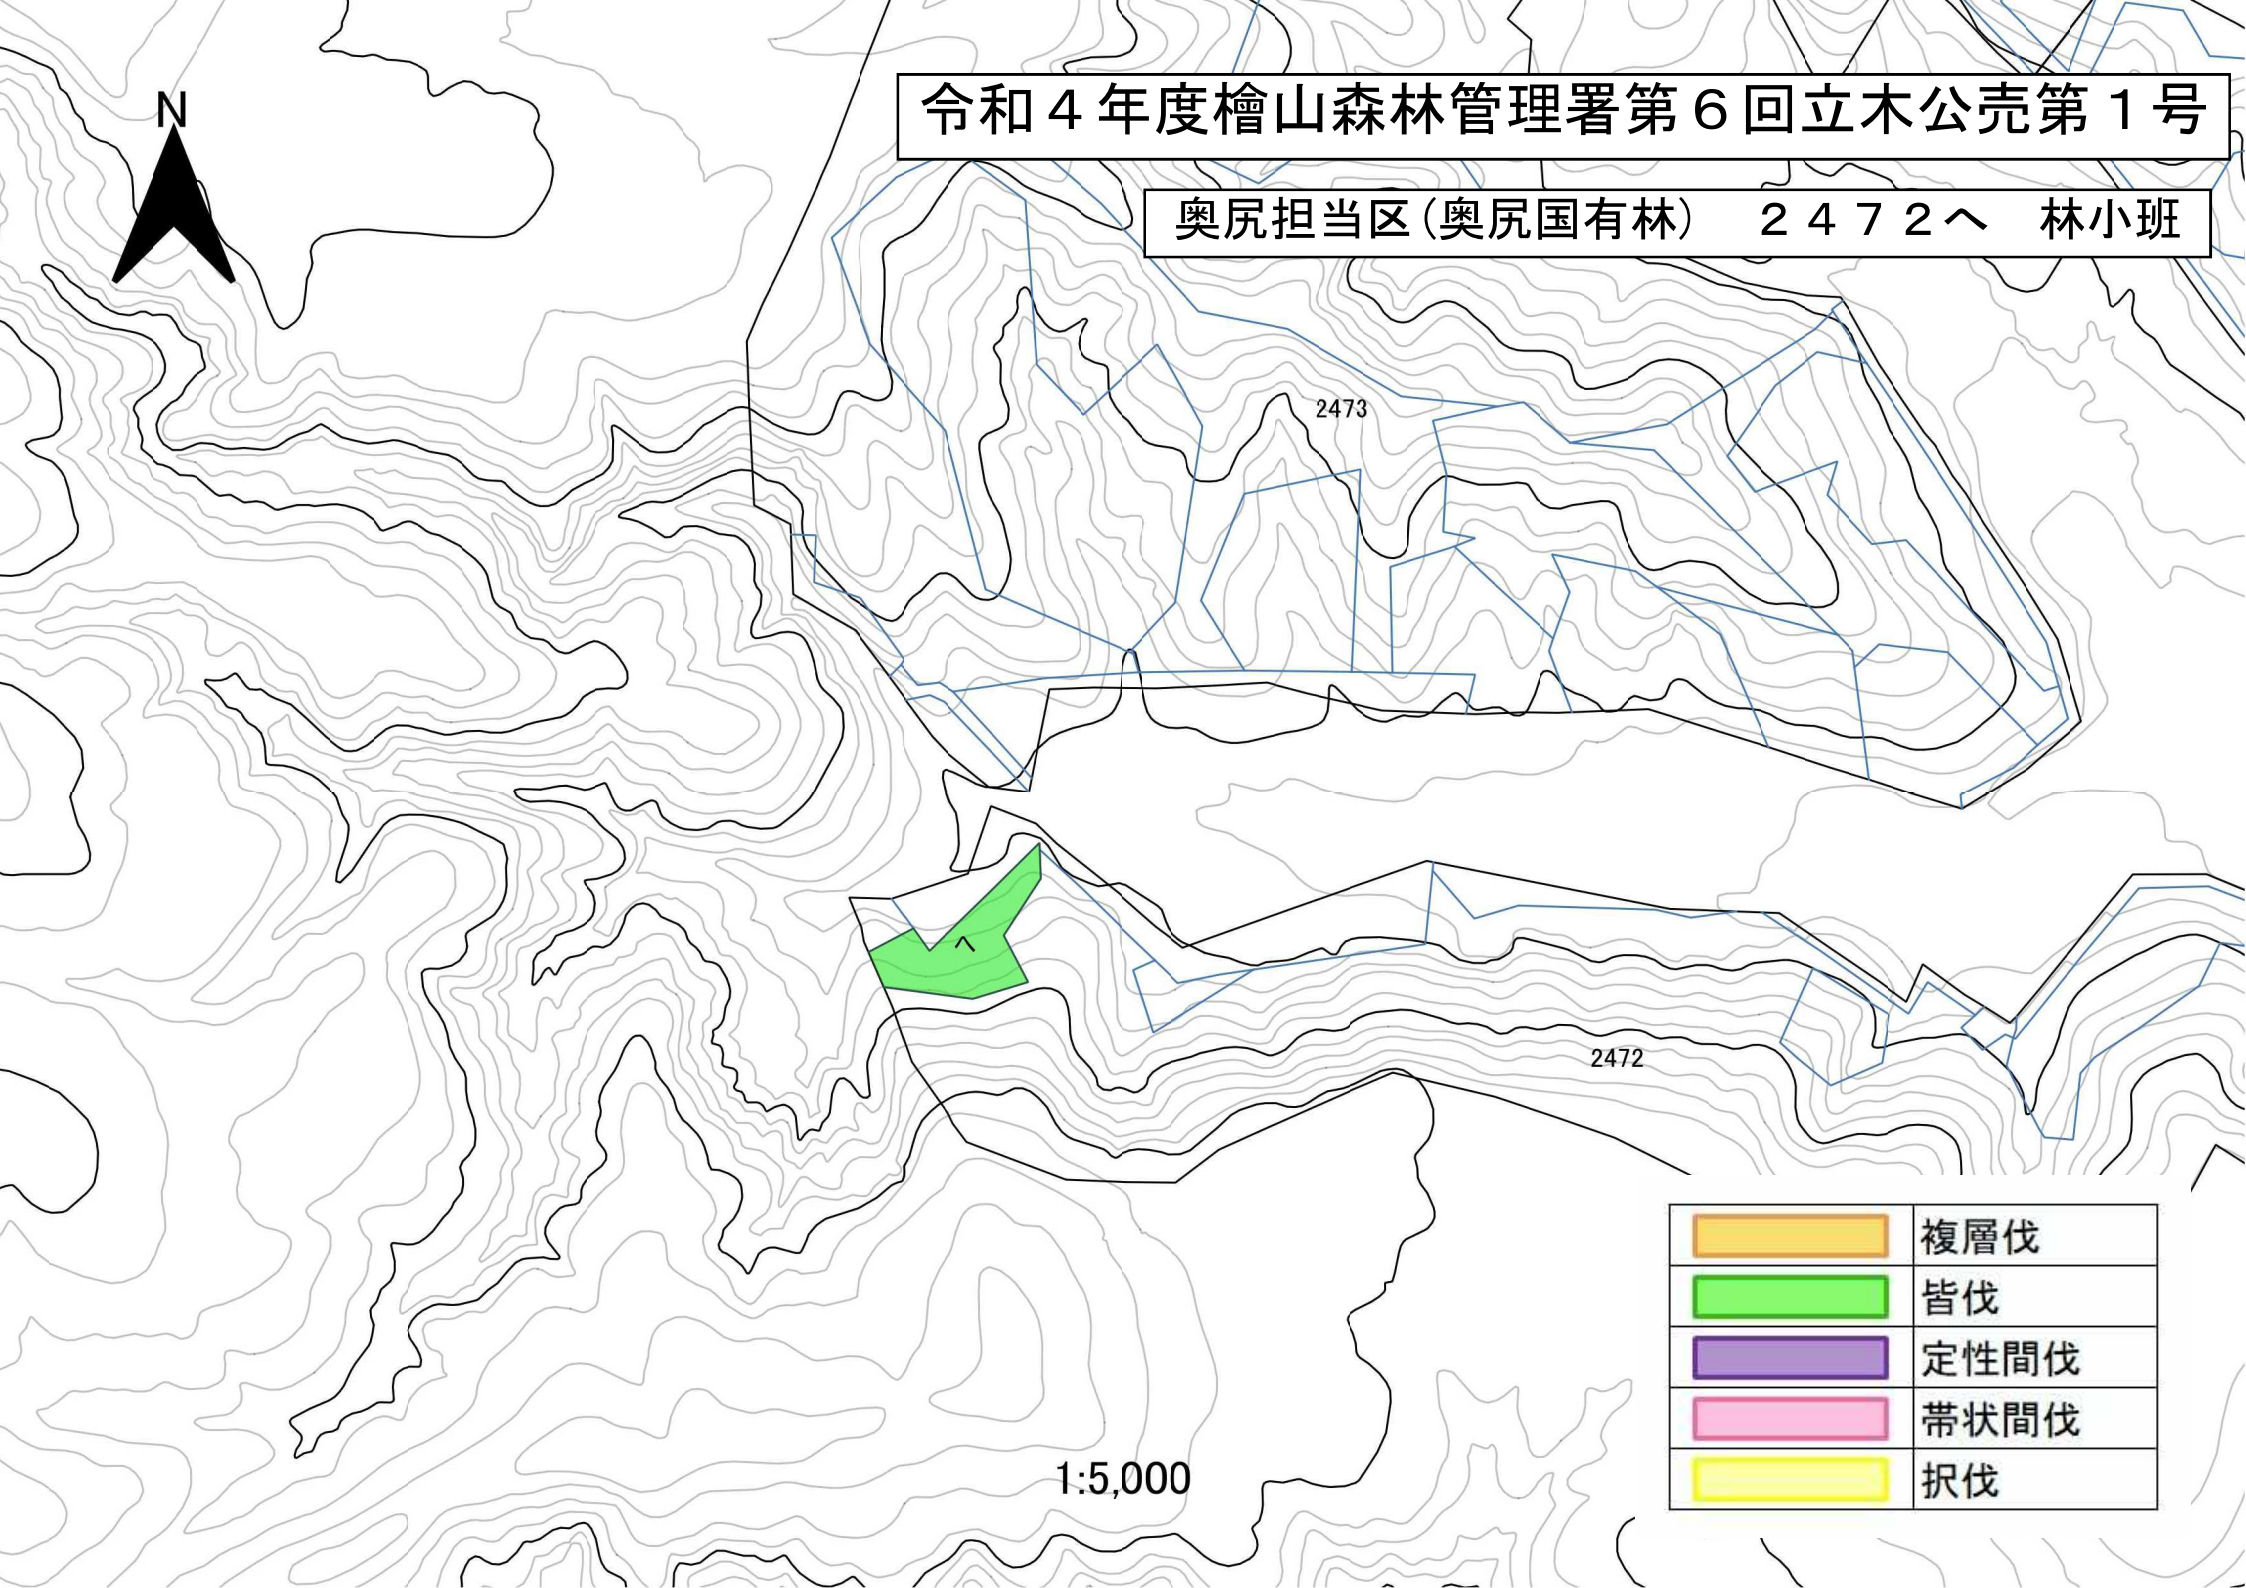 N
令和４年度檜山森林管理署第６回立木公売第１号
奥尻担当区(奥尻国有林)　２４７２へ　林小班
2473
へ
2472
複層伐
皆伐
定性間伐
帯状間伐
択伐
1:5,000